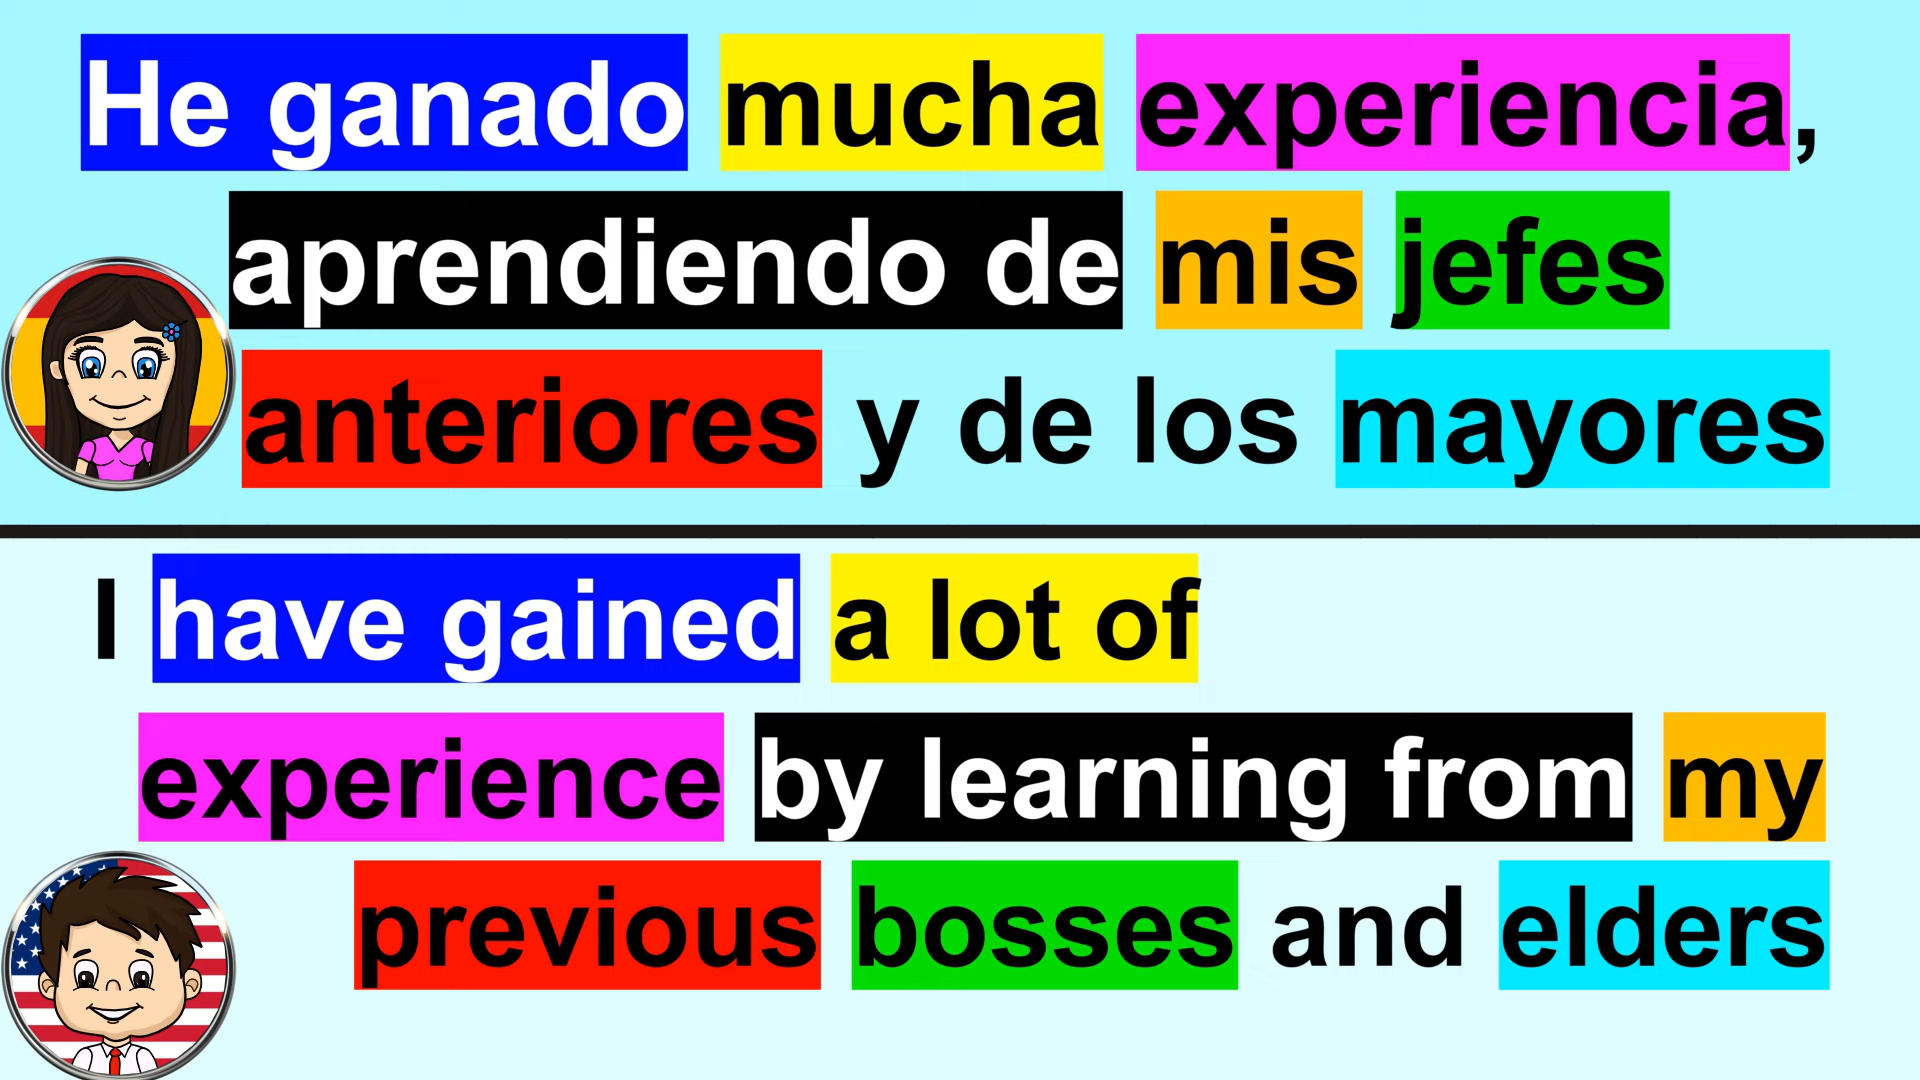 He ganado mucha experiencia,
aprendiendo de mis jefes
anteriores y de los mayores
I have gained a lot of
experience by learning from my
previous bosses and elders